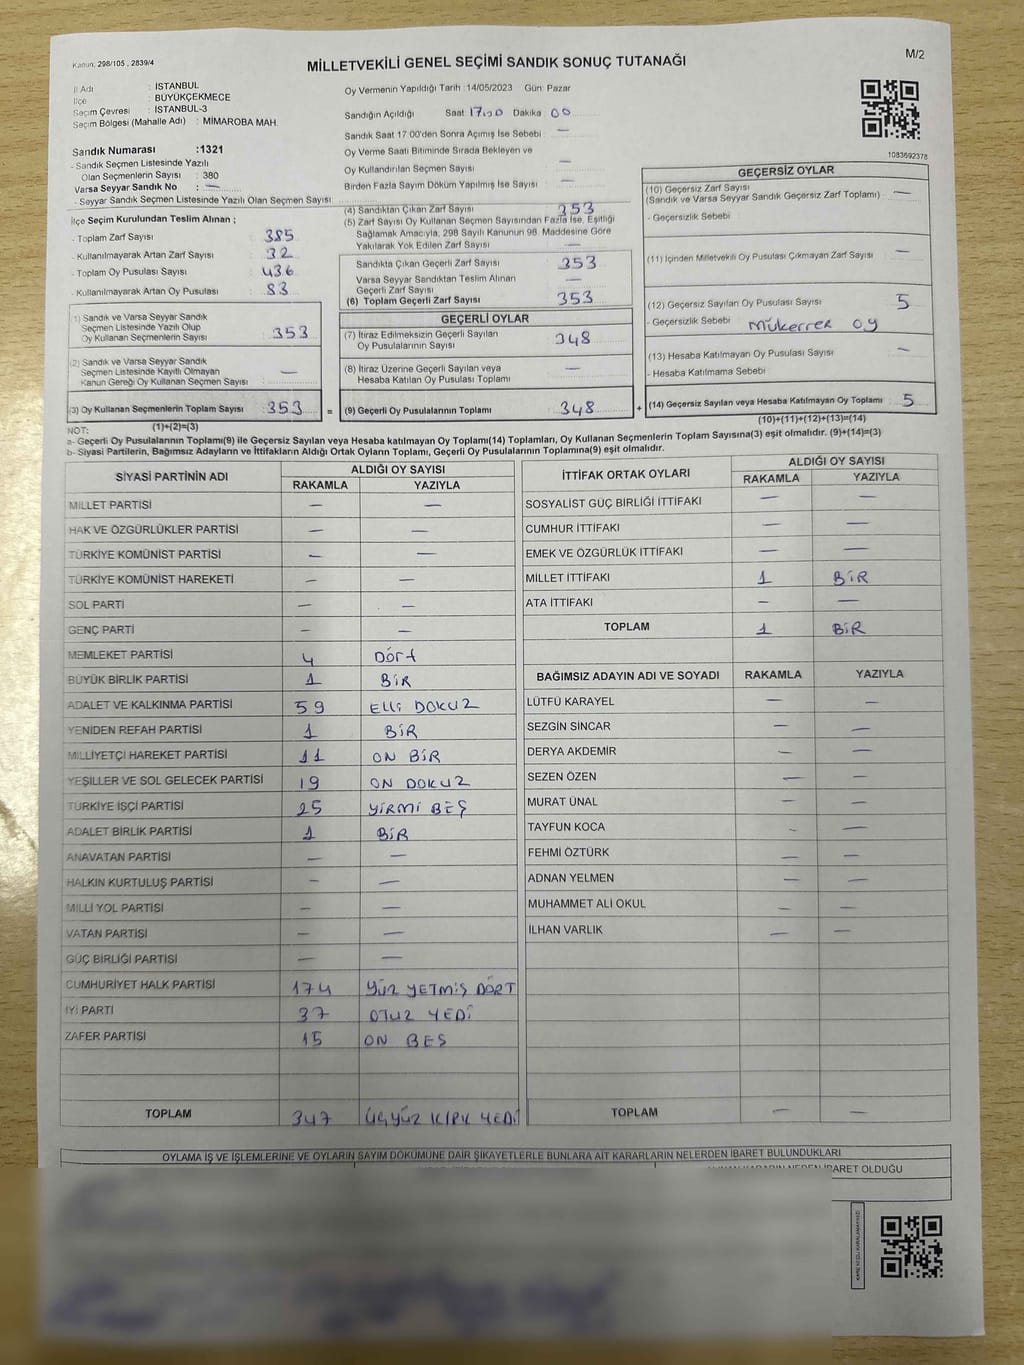 Kanun, 298/105 , 2839/4
MİLLETVEKİLİ GENEL SEÇİMİ SANDIK SONUÇ TUTANAĞI
M/2
İl Adı : İSTANBUL
İlçe : BÜYÜKÇEKMECE
Seçim Çevresi : İSTANBUL-3
Seçim Bölgesi (Mahalle Adı) : MİMAROBA MAH.
Sandık Numarası :1321
- Sandık Seçmen Listesinde Yazılı
Olan Seçmenlerin Sayısı : 380
Varsa Seyyar Sandık No : —
- Seyyar Sandık Seçmen Listesinde Yazılı Olan Seçmen Sayısı
Oy Vermenin Yapıldığı Tarih :14/05/2023 Gün: Pazar
Sandığın Açıldığı Saat 17:00 Dakika 00
Sandık Saat 17:00'den Sonra Açımış İse Sebebi : —
Oy Verme Saati Bitiminde Sırada Bekleyen ve
Oy Kullandırılan Seçmen Sayısı : —
Birden Fazla Sayım Döküm Yapılmış İse Sayısı : —
1083692378
İlçe Seçim Kurulundan Teslim Alınan ;
- Toplam Zarf Sayısı : 385
- Kullanılmayarak Artan Zarf Sayısı : 32
- Toplam Oy Pusulası Sayısı : 436
- Kullanılmayarak Artan Oy Pusulası : 83
1) Sandık ve Varsa Seyyar Sandık
Seçmen Listesinde Yazılı Olup
Oy Kullanan Seçmenlerin Sayısı : 353
(2) Sandık ve Varsa Seyyar Sandık
Seçmen Listesinde Kayıtlı Olmayan
Kanun Gereği Oy Kullanan Seçmen Sayısı : —
(3) Oy Kullanan Seçmenlerin Toplam Sayısı : 353 =
(1)+(2)=(3)
(4) Sandıktan Çıkan Zarf Sayısı : 353
(5) Zarf Sayısı Oy Kullanan Seçmen Sayısından Fazla İse, Eşitliği
Sağlamak Amacıyla, 298 Sayılı Kanunun 98. Maddesine Göre
Yakılarak Yok Edilen Zarf Sayısı : —
Sandıkta Çıkan Geçerli Zarf Sayısı : 353
Varsa Seyyar Sandıktan Teslim Alınan
Geçerli Zarf Sayısı : —
(6) Toplam Geçerli Zarf Sayısı : 353
GEÇERLİ OYLAR
(7) İtiraz Edilmeksizin Geçerli Sayılan
Oy Pusulalarının Sayısı : 348
(8) İtiraz Üzerine Geçerli Sayılan veya
Hesaba Katılan Oy Pusulası Toplamı : —
(9) Geçerli Oy Pusulalarının Toplamı : 348 +
GEÇERSİZ OYLAR
(10) Geçersiz Zarf Sayısı
(Sandık ve Varsa Seyyar Sandık Geçersiz Zarf Toplamı) : —
- Geçersizlik Sebebi :
(11) İçinden Milletvekili Oy Pusulası Çıkmayan Zarf Sayısı : —
(12) Geçersiz Sayılan Oy Pusulası Sayısı : 5
- Geçersizlik Sebebi : Mükerrer oy
(13) Hesaba Katılmayan Oy Pusulası Sayısı : —
- Hesaba Katılmama Sebebi
(14) Geçersiz Sayılan veya Hesaba Katılmayan Oy Toplamı : 5
(10)+(11)+(12)+(13)=(14)
NOT:
a- Geçerli Oy Pusulalarının Toplamı(9) ile Geçersiz Sayılan veya Hesaba katılmayan Oy Toplamı(14) Toplamları, Oy Kullanan Seçmenlerin Toplam Sayısına(3) eşit olmalıdır. (9)+(14)=(3)
b- Siyasi Partilerin, Bağımsız Adayların ve İttifakların Aldığı Ortak Oyların Toplamı, Geçerli Oy Pusulalarının Toplamına(9) eşit olmalıdır.
SİYASİ PARTİNİN ADI ALDIĞI OY SAYISI
RAKAMLA YAZIYLA
MİLLET PARTİSİ — —
HAK VE ÖZGÜRLÜKLER PARTİSİ — —
TÜRKİYE KOMÜNİST PARTİSİ — —
TÜRKİYE KOMÜNİST HAREKETİ — —
SOL PARTİ — —
GENÇ PARTİ — —
MEMLEKET PARTİSİ 4 Dört
BÜYÜK BİRLİK PARTİSİ 1 BİR
ADALET VE KALKINMA PARTİSİ 59 Elli DOKUZ
YENİDEN REFAH PARTİSİ 1 BİR
MİLLİYETÇİ HAREKET PARTİSİ 11 ON BİR
YEŞİLLER VE SOL GELECEK PARTİSİ 19 ON DOKUZ
TÜRKİYE İŞÇİ PARTİSİ 25 YİRMİ BEŞ
ADALET BİRLİK PARTİSİ 1 BİR
ANAVATAN PARTİSİ — —
HALKIN KURTULUŞ PARTİSİ — —
MİLLİ YOL PARTİSİ — —
VATAN PARTİSİ — —
GÜÇ BİRLİĞİ PARTİSİ — —
CUMHURİYET HALK PARTİSİ 174 YÜZ YETMİŞ DÖRT
İYİ PARTİ 37 OTUZ YEDİ
ZAFER PARTİSİ 15 ON BEŞ
TOPLAM 347 ÜÇYÜZ KIRK YEDİ
İTTİFAK ORTAK OYLARI ALDIĞI OY SAYISI
RAKAMLA YAZIYLA
SOSYALİST GÜÇ BİRLİĞİ İTTİFAKI — —
CUMHUR İTTİFAKI — —
EMEK VE ÖZGÜRLÜK İTTİFAKI — —
MİLLET İTTİFAKI 1 BİR
ATA İTTİFAKI — —
TOPLAM 1 BİR
BAĞIMSIZ ADAYIN ADI VE SOYADI RAKAMLA YAZIYLA
LÜTFÜ KARAYEL — —
SEZGİN SİNCAR — —
DERYA AKDEMİR — —
SEZEN ÖZEN — —
MURAT ÜNAL — —
TAYFUN KOCA — —
FEHMİ ÖZTÜRK — —
ADNAN YELMEN — —
MUHAMMET ALİ OKUL — —
İLHAN VARLIK — —
TOPLAM — —
OYLAMA İŞ VE İŞLEMLERİNE VE OYLARIN SAYIM DÖKÜMÜNE DAİR ŞİKAYETLERLE BUNLARA AİT KARARLARIN NELERDEN İBARET BULUNDUKLARI
NEDEN İBARET OLDUĞU